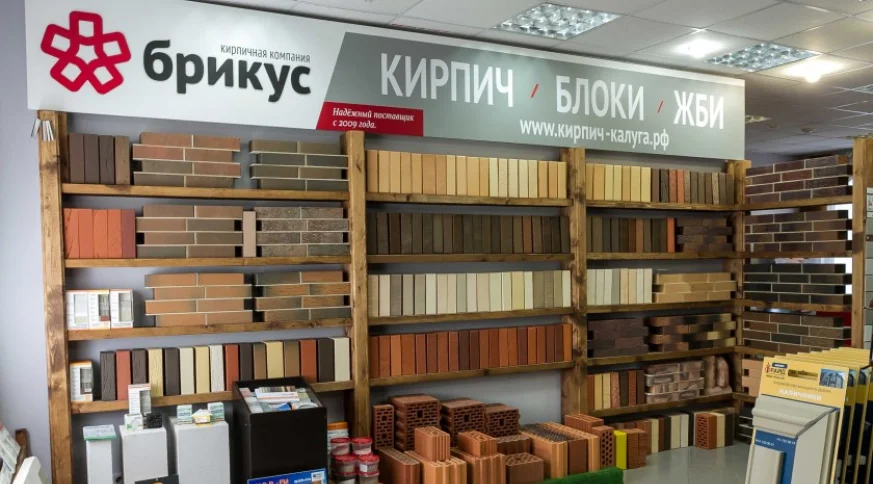 кирпичная компания
брикус
Надёжный поставщик
с 2009 года.
КИРПИЧ / БЛОКИ / ЖБИ
www.кирпич-калуга.рф